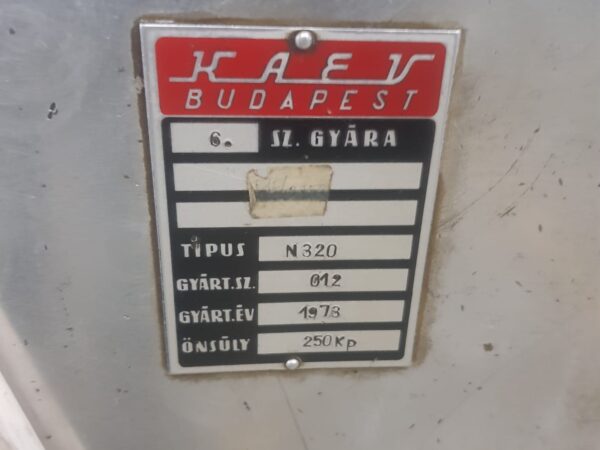 KAEV
BUDAPEST
6. SZ. GYÁRA
TIPUS N320
GYÁRT.SZ. 012
GYÁRT.ÉV 1978
ÖNSÚLY 250Kp